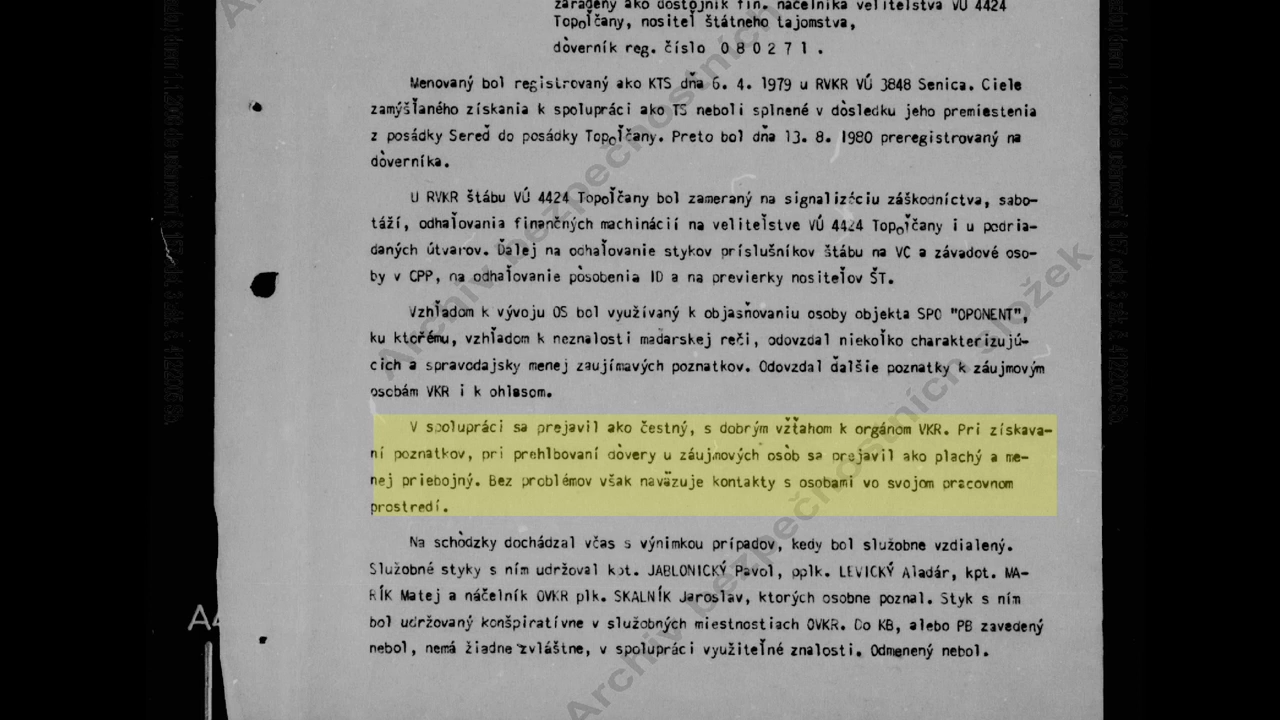 zaradený ako dôstojník fin. náčelníka velitelstva VÚ 4424
Topoľčany, nositel štátneho tajomstva,
dôverník reg. číslo 0 8 0 2 7 1 .
Menovaný bol registrovaný ako KTS dňa 6. 4. 1979 u RVKR VÚ 3848 Senica. Ciele
zamýšľaného získania k spolupráci ako TS neboli splnené v dôsledku jeho premiestenia
z posádky Sereď do posádky Topoľčany. Preto bol dňa 13. 8. 1980 preregistrovaný na
dôverníka.
U RVKR štábu VÚ 4424 Topoľčany bol zameraný na signalizáciu záškodníctva, sabo-
táží, odhaľovania finančných machinácií na veliteľstve VÚ 4424 Topoľčany i u podria-
daných útvarov. Ďalej na odhaľovanie stykov príslušníkov štábu na VC a závadové oso-
by v CPP, na odhaľovanie pôsobenia ID a na previerky nositeľov ŠT.
Vzhľadom k vývoju OS bol využívaný k objasňovaniu osoby objekta SPO "OPONENT",
ku ktořému, vzhľadom k neznalosti maďarskej reči, odovzdal niekoľko charakterizujú-
cích a spravodajsky menej zaujímavých poznatkov. Odovzdal ďalšie poznatky k záujmovým
osobám VKR i k ohlasom.
V spolupráci sa prejavil ako čestný, s dobrým vžťahom k orgánom VKR. Pri získava-
ní poznatkov, pri prehlbovaní dôvery u záujmových osôb sa prejavil ako plachý a me-
nej priebojný. Bez problémov však naväzuje kontakty s osobami vo svojom pracovnom
prostredí.
Na schôdzky dochádzal včas s výnimkou prípadov, kedy bol služobne vzdialený.
Služobné styky s ním udržoval kpt. JABLONICKÝ Pavol, pplk. LEVICKÝ Aladár, kpt. MA-
RÍK Matej a náčelník OVKR plk. SKALNÍK Jaroslav, ktorých osobne poznal. Styk s ním
bol udržovaný konšpiratívne v služobných miestnostiach OVKR. Do KB, alebo PB zavedený
nebol, nemá žiadne zvláštne, v spolupráci využiteľné znalosti. Odmenený nebol.
Archiv bezpečnostních složek